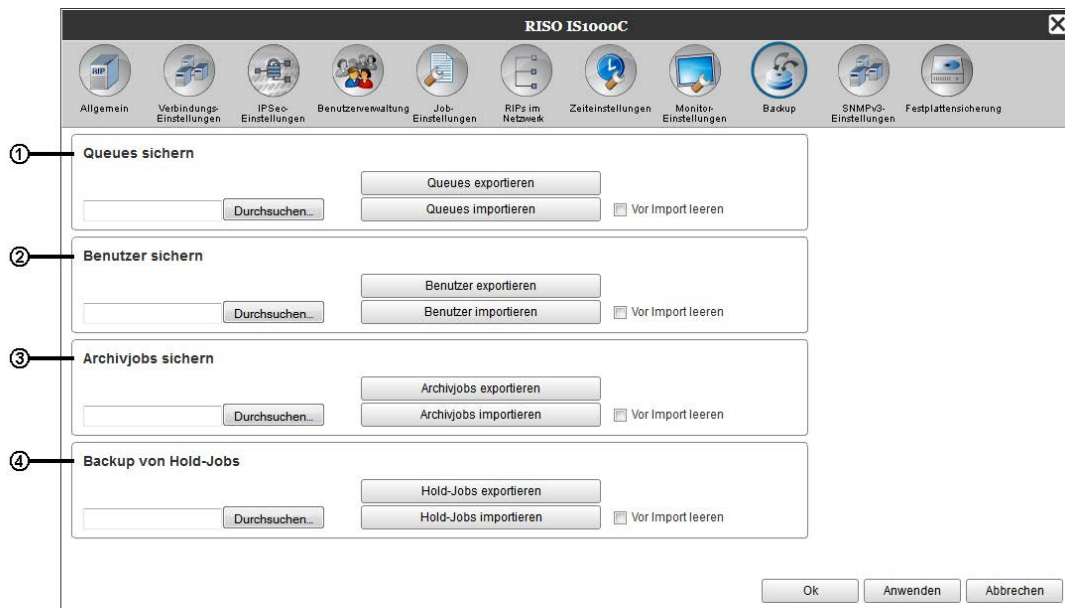 RISO IS1000C
RIP
Allgemein
Verbindungs-
Einstellungen
IPSec-
Einstellungen
Benutzerverwaltung
Job-
Einstellungen
RIPs im
Netzwerk
Zeiteinstellungen
Monitor-
Einstellungen
Backup
SNMPv3-
Einstellungen
Festplattensicherung
① Queues sichern
Queues exportieren
Durchsuchen... Queues importieren Vor Import leeren
② Benutzer sichern
Benutzer exportieren
Durchsuchen... Benutzer importieren Vor Import leeren
③ Archivjobs sichern
Archivjobs exportieren
Durchsuchen... Archivjobs importieren Vor Import leeren
④ Backup von Hold-Jobs
Hold-Jobs exportieren
Durchsuchen... Hold-Jobs importieren Vor Import leeren
Ok Anwenden Abbrechen